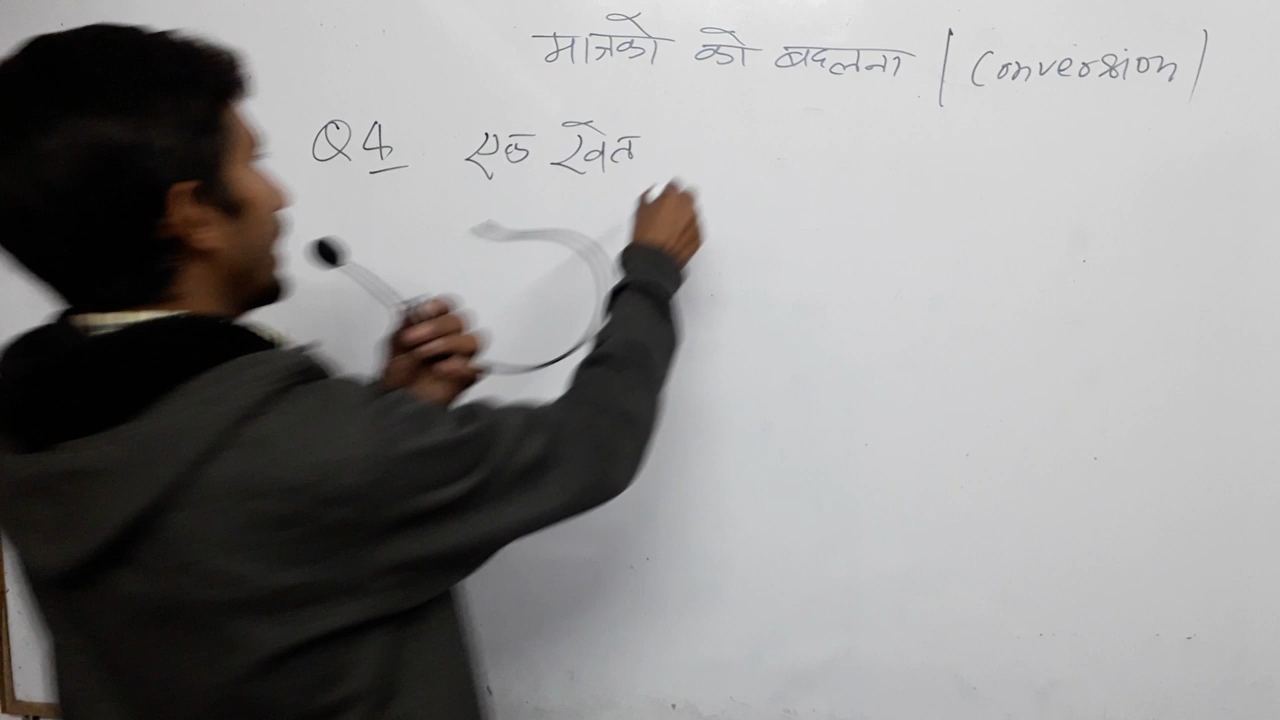 मात्रको को बदलना | Conversion |
Q4 एक खेत